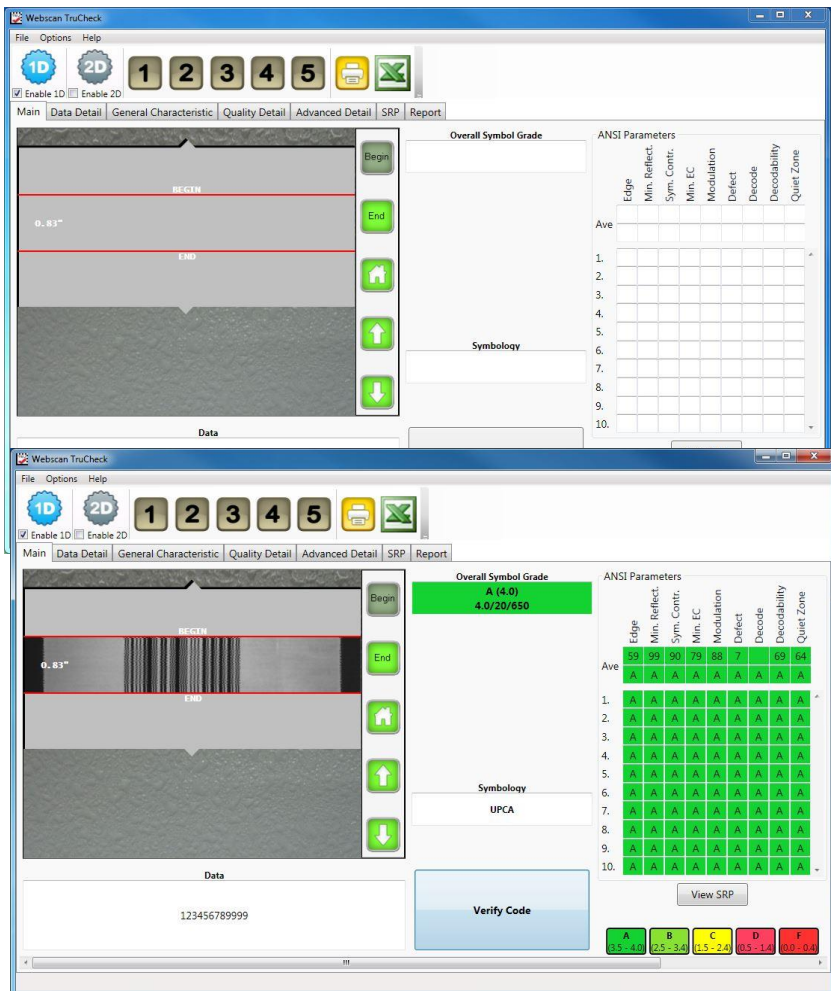 Webscan TruCheck
File Options Help
1D 2D 1 2 3 4 5
Enable 1D Enable 2D
Main Data Detail General Characteristic Quality Detail Advanced Detail SRP Report
Overall Symbol Grade
ANSI Parameters
Edge Min. Reflect. Sym. Contr. Min. EC Modulation Defect Decode Decodability Quiet Zone
Begin
BEGIN
0.83"
End
END
Ave
1.
2.
3.
4.
5.
6.
7.
8.
9.
10.
Symbology
Data
Webscan TruCheck
File Options Help
1D 2D 1 2 3 4 5
Enable 1D Enable 2D
Main Data Detail General Characteristic Quality Detail Advanced Detail SRP Report
Overall Symbol Grade
A (4.0)
4.0/20/650
ANSI Parameters
Edge Min. Reflect. Sym. Contr. Min. EC Modulation Defect Decode Decodability Quiet Zone
Begin
BEGIN
0.83"
End
END
Ave
59 99 90 79 88 7 69 64
A A A A A A A A A
1. A A A A A A A A A
2. A A A A A A A A A
3. A A A A A A A A A
4. A A A A A A A A A
5. A A A A A A A A A
6. A A A A A A A A A
7. A A A A A A A A A
8. A A A A A A A A A
9. A A A A A A A A A
10. A A A A A A A A A
Symbology
UPCA
Data
123456789999
Verify Code
View SRP
A B C D F
(3.5 - 4.0) (2.5 - 3.4) (1.5 - 2.4) (0.5 - 1.4) (0.0 - 0.4)